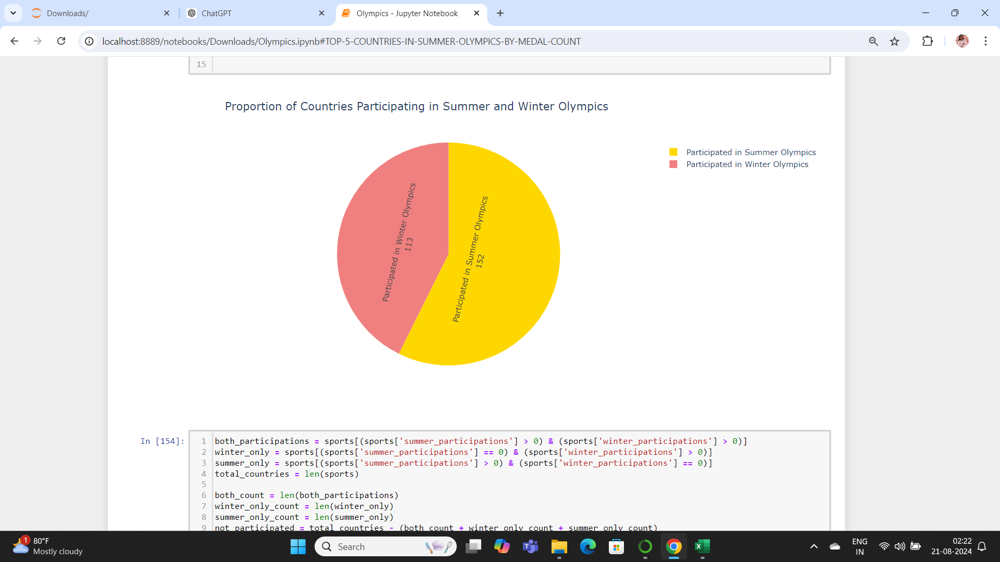 Downloads/
ChatGPT
Olympics - Jupyter Notebook
localhost:8889/notebooks/Downloads/Olympics.ipynb#TOP-5-COUNTRIES-IN-SUMMER-OLYMPICS-BY-MEDAL-COUNT
15
Proportion of Countries Participating in Summer and Winter Olympics
Participated in Summer Olympics
Participated in Winter Olympics
Participated in Winter Olympics
113
Participated in Summer Olympics
152
In [154]:
1 both_participations = sports[(sports['summer_participations'] > 0) & (sports['winter_participations'] > 0)]
2 winter_only = sports[(sports['summer_participations'] == 0) & (sports['winter_participations'] > 0)]
3 summer_only = sports[(sports['summer_participations'] > 0) & (sports['winter_participations'] == 0)]
4 total_countries = len(sports)
5
6 both_count = len(both_participations)
7 winter_only_count = len(winter_only)
8 summer_only_count = len(summer_only)
9 not_participated = total_countries - (both_count + winter_only_count + summer_only_count)
1
80°F
Mostly cloudy
Search
ENG
IN
02:22
21-08-2024